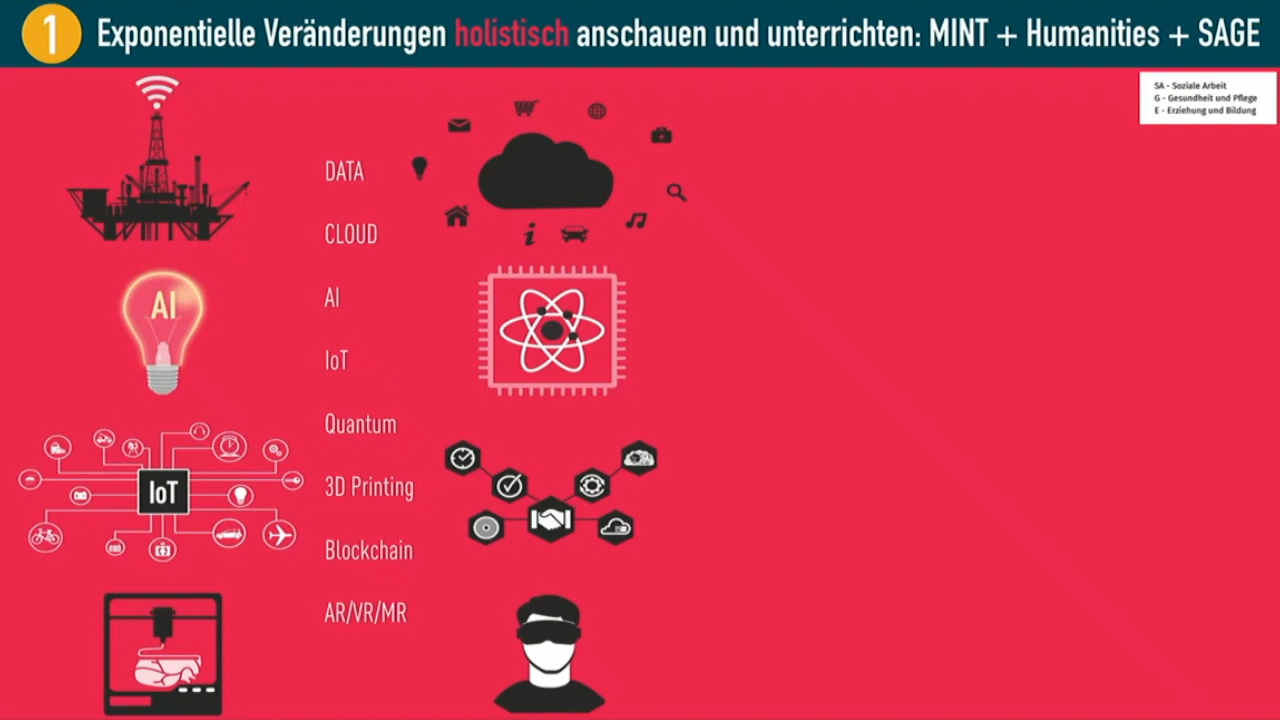 1 Exponentielle Veränderungen holistisch anschauen und unterrichten: MINT + Humanities + SAGE
SA - Soziale Arbeit
G - Gesundheit und Pflege
E - Erziehung und Bildung
DATA
CLOUD
AI
IoT
Quantum
3D Printing
Blockchain
AR/VR/MR
AI
IoT